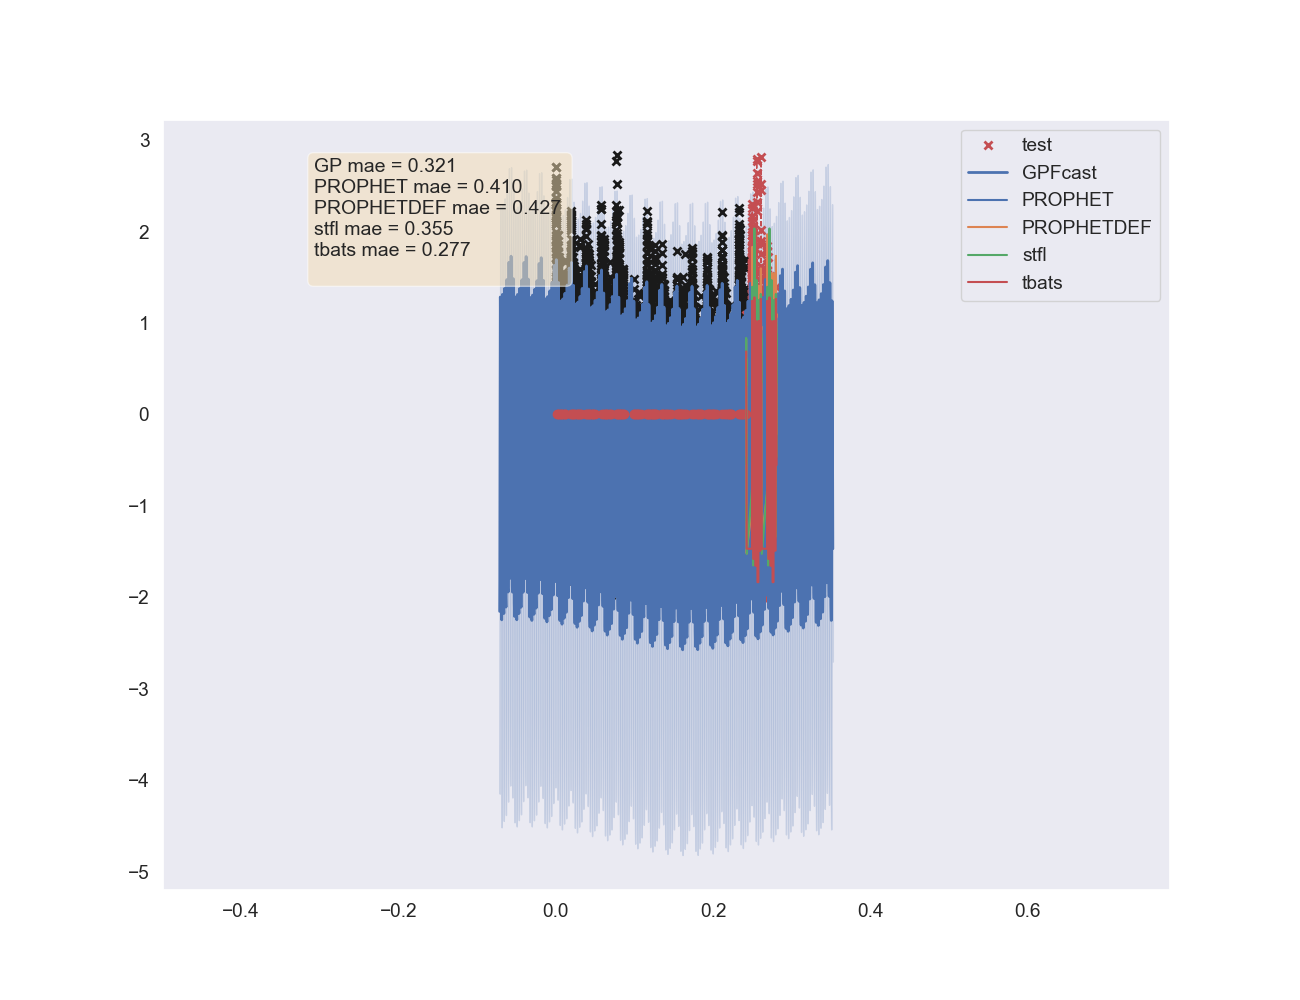 GP mae = 0.321
PROPHET mae = 0.410
PROPHETDEF mae = 0.427
stfl mae = 0.355
tbats mae = 0.277
test
GPFcast
PROPHET
PROPHETDEF
stfl
tbats
3
2
1
0
−1
−2
−3
−4
−5
−0.4 −0.2 0.0 0.2 0.4 0.6